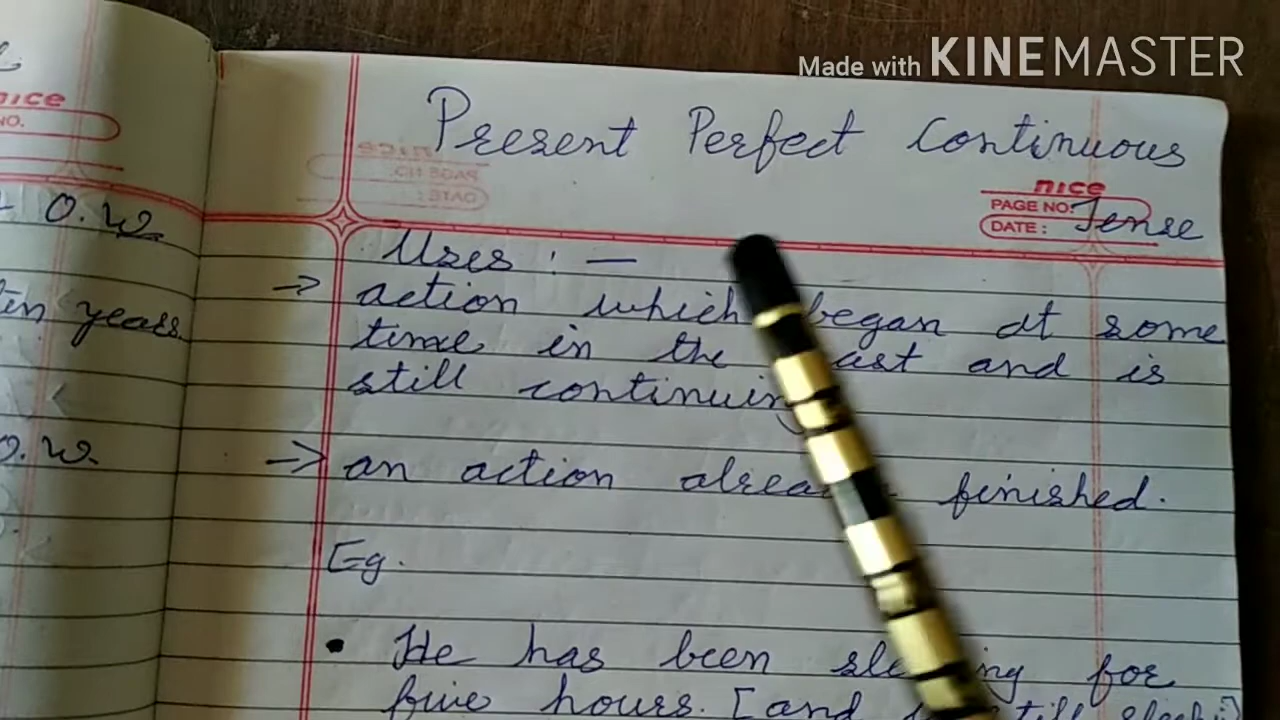 Made with KINEMASTER
Present Perfect Continuous
nice
PAGE NO.
Tense
DATE:
Uses : —
→ action which began at some
time in the past and is
still continuing
→ an action already finished.
Eg.
• He has been sleeping for
five hours. [and still
nice
NO.
O.W
ten years.
O.W.